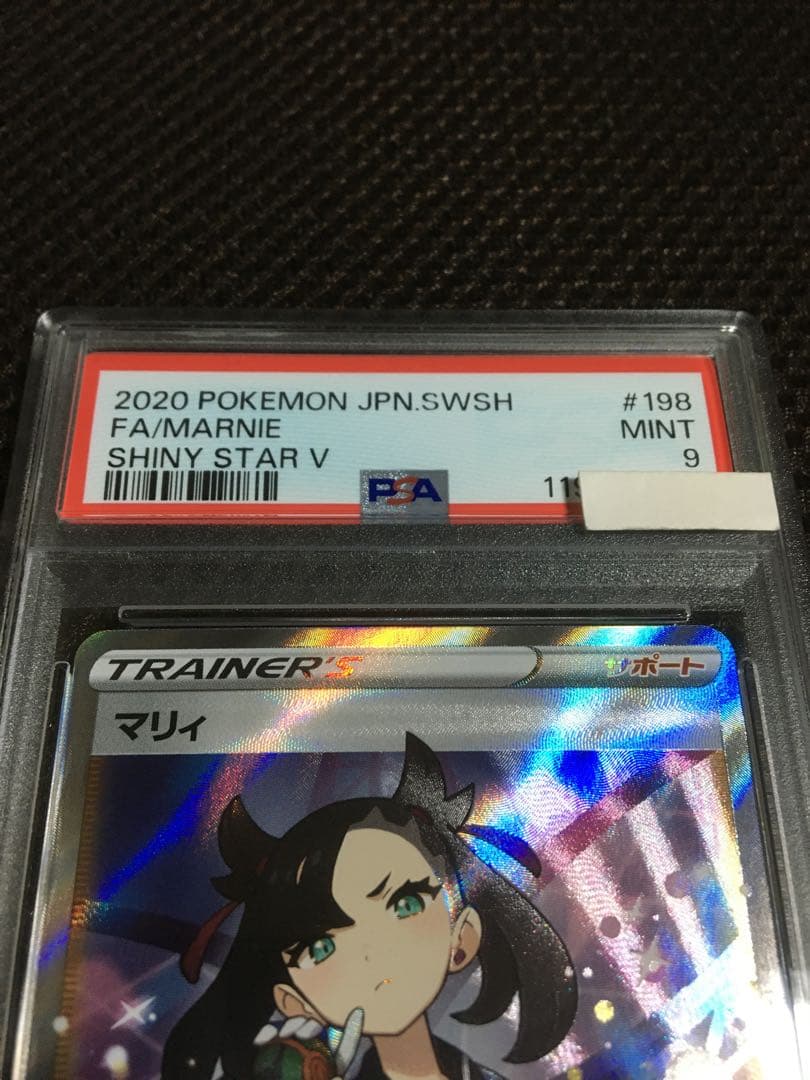 2020 POKEMON JPN.SWSH #198
FA/MARNIE MINT
SHINY STAR V 9
PSA
TRAINER'S サポート
マリィ